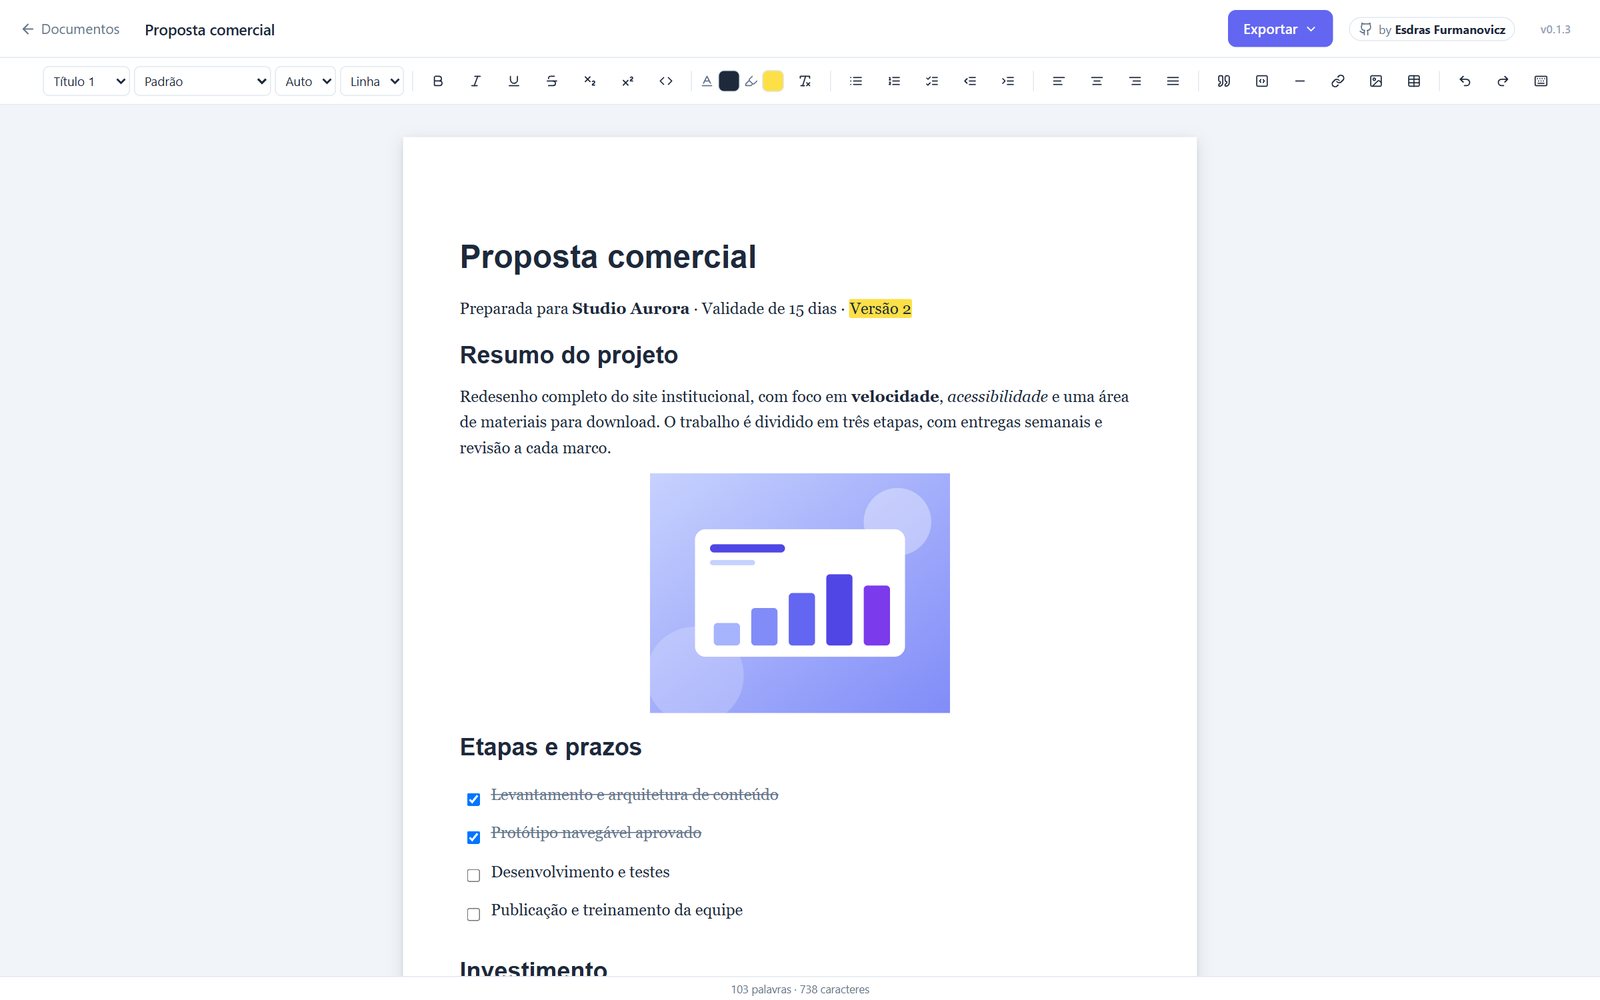 Documentos
Proposta comercial
Exportar
by Esdras Furmanovicz
v0.1.3
Título 1
Padrão
Auto
Linha
Proposta comercial
Preparada para Studio Aurora · Validade de 15 dias · Versão 2
Resumo do projeto
Redesenho completo do site institucional, com foco em velocidade, acessibilidade e uma área
de materiais para download. O trabalho é dividido em três etapas, com entregas semanais e
revisão a cada marco.
Etapas e prazos
Levantamento e arquitetura de conteúdo
Protótipo navegável aprovado
Desenvolvimento e testes
Publicação e treinamento da equipe
Investimento
103 palavras · 738 caracteres